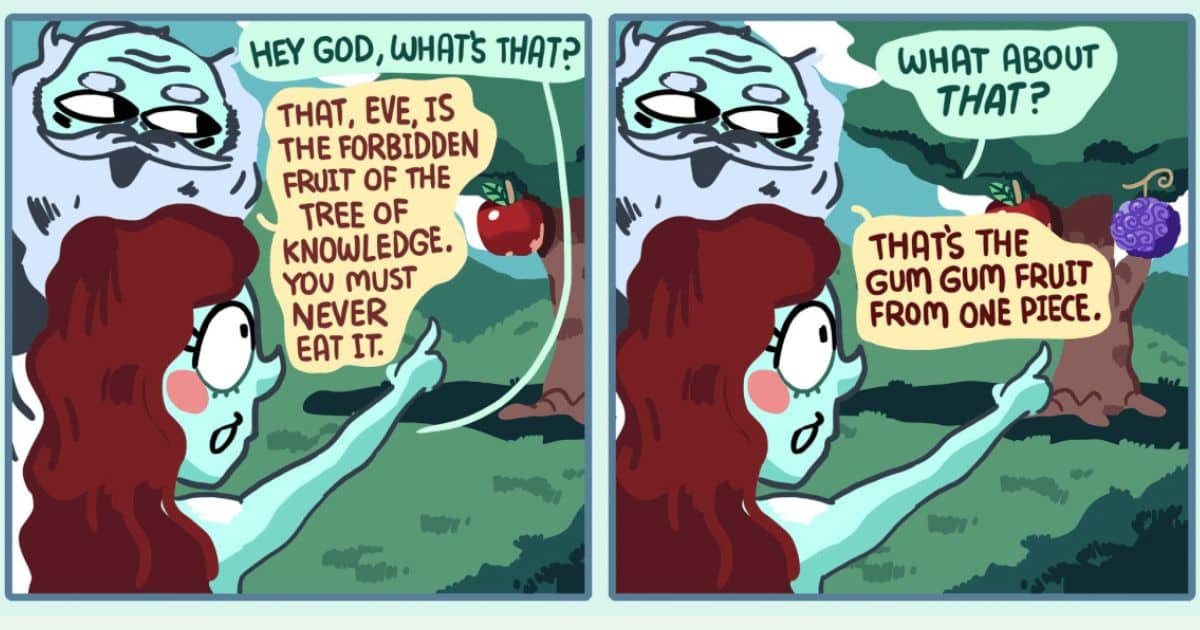 HEY GOD, WHAT'S THAT?
THAT, EVE, IS
THE FORBIDDEN
FRUIT OF THE
TREE OF
KNOWLEDGE.
YOU MUST
NEVER
EAT IT.
WHAT ABOUT
THAT?
THAT'S THE
GUM GUM FRUIT
FROM ONE PIECE.